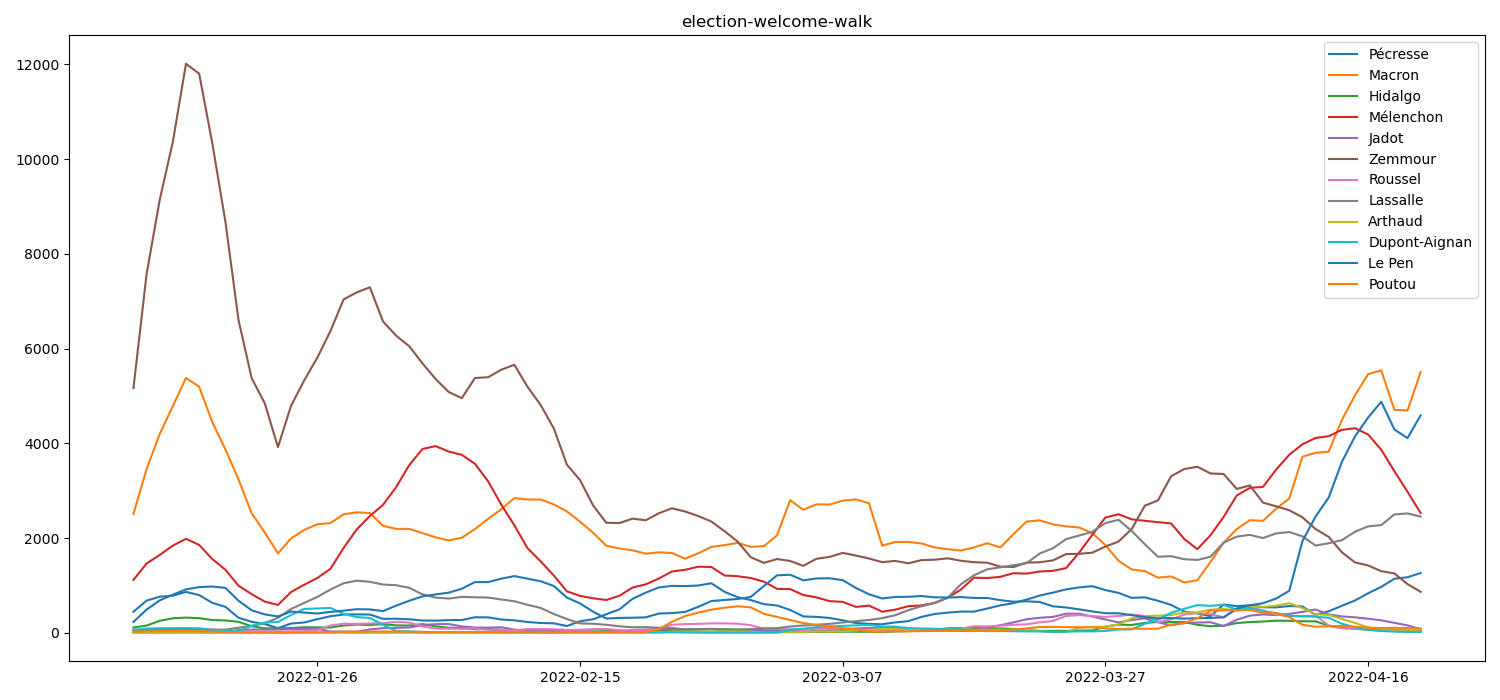 election-welcome-walk
12000
10000
8000
6000
4000
2000
0
2022-01-26
2022-02-15
2022-03-07
2022-03-27
2022-04-16
Pécresse
Macron
Hidalgo
Mélenchon
Jadot
Zemmour
Roussel
Lassalle
Arthaud
Dupont-Aignan
Le Pen
Poutou